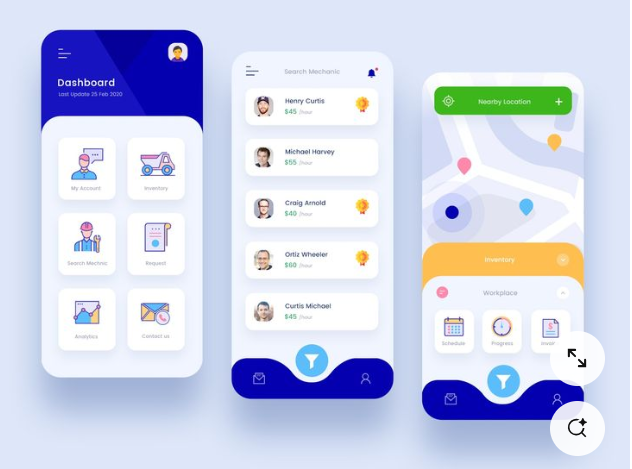 Dashboard
Last Update 25 Feb 2020
My Account
Inventory
Search Mechnic
Request
Analytics
Contact us
Search Mechanic
Henry Curtis
$45 /hour
Michael Harvey
$55 /hour
Craig Arnold
$40 /hour
Ortiz Wheeler
$60 /hour
Curtis Michael
$45 /hour
Nearby Location
Inventory
Workplace
Schedule
Progress